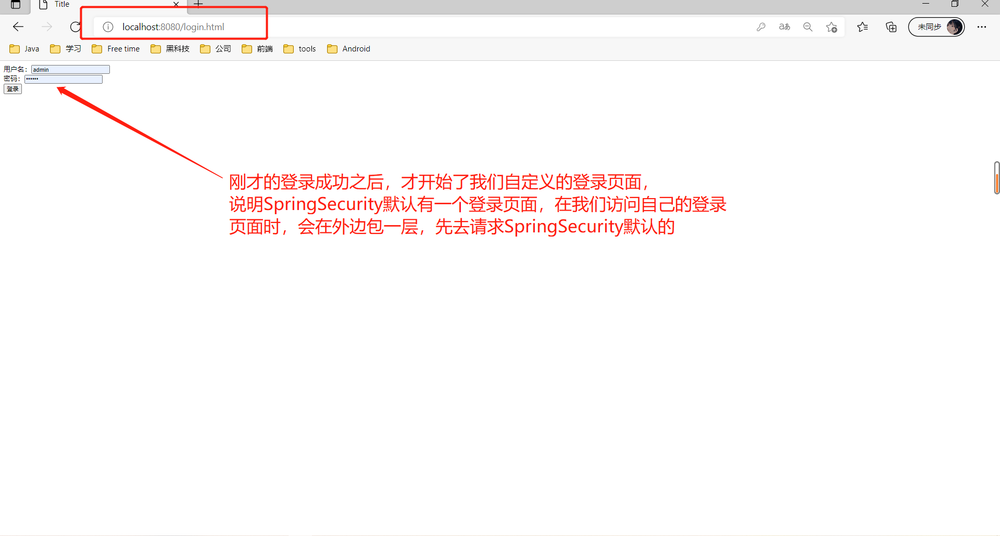 Title
localhost:8080/login.html
aあ
未同步
Java 学习 Free time 黑科技 公司 前端 tools Android
用户名：admin
密码：••••••
登录
刚才的登录成功之后，才开始了我们自定义的登录页面，
说明SpringSecurity默认有一个登录页面，在我们访问自己的登录
页面时，会在外边包一层，先去请求SpringSecurity默认的